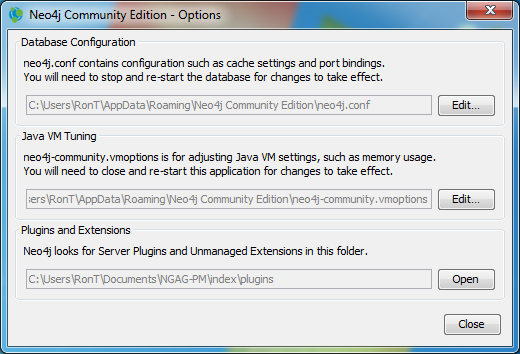 Neo4j Community Edition - Options
Database Configuration
neo4j.conf contains configuration such as cache settings and port bindings.
You will need to stop and re-start the database for changes to take effect.
C:\Users\RonT\AppData\Roaming\Neo4j Community Edition\neo4j.conf
Edit...
Java VM Tuning
neo4j-community.vmoptions is for adjusting Java VM settings, such as memory usage.
You will need to close and re-start this application for changes to take effect.
ers\RonT\AppData\Roaming\Neo4j Community Edition\neo4j-community.vmoptions
Edit...
Plugins and Extensions
Neo4j looks for Server Plugins and Unmanaged Extensions in this folder.
C:\Users\RonT\Documents\NGAG-PM\index\plugins
Open
Close